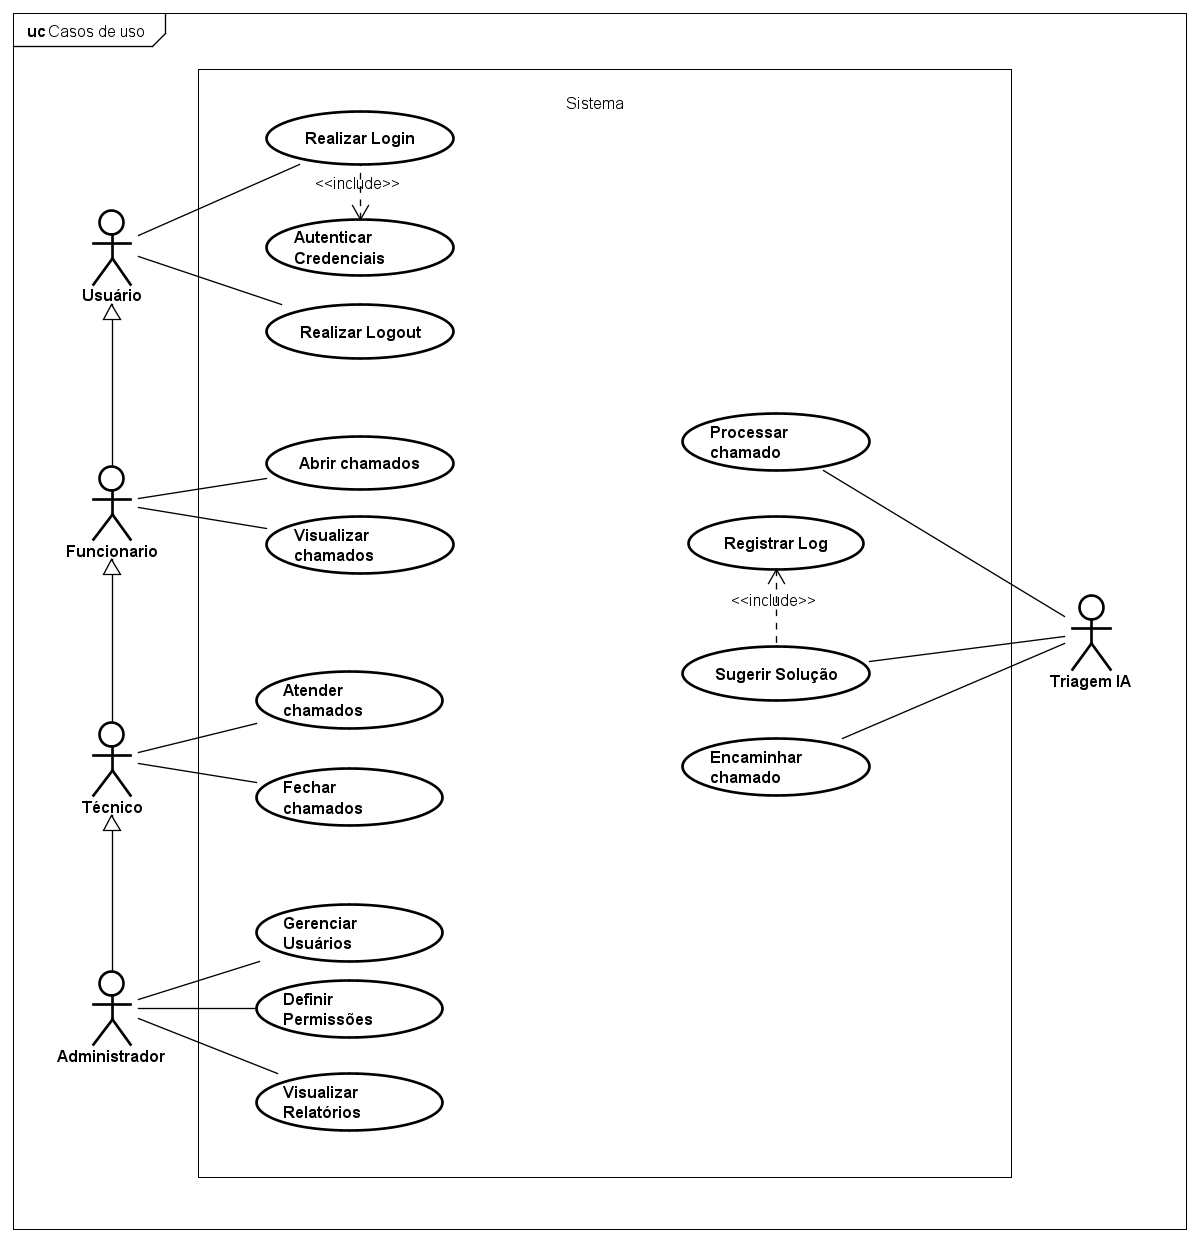 uc Casos de uso
Sistema
Realizar Login
<<include>>
Autenticar
Credenciais
Usuário
Realizar Logout
Processar
chamado
Abrir chamados
Registrar Log
Visualizar
chamados
Funcionario
<<include>>
Sugerir Solução
Triagem IA
Atender
chamados
Encaminhar
chamado
Fechar
chamados
Técnico
Gerenciar
Usuários
Definir
Permissões
Administrador
Visualizar
Relatórios